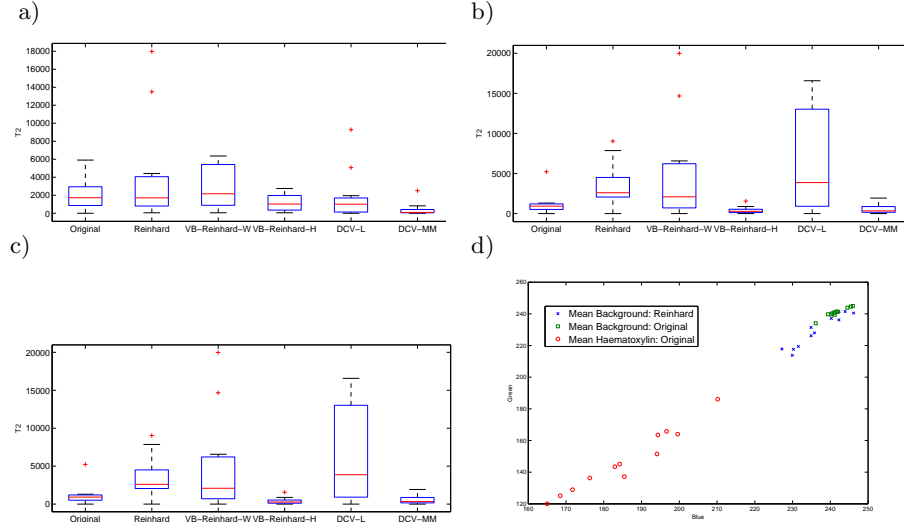 a)
18000
16000
14000
12000
10000
8000
6000
4000
2000
0
T2
Original Reinhard VB-Reinhard-W VB-Reinhard-H DCV-L DCV-MM
b)
20000
15000
10000
5000
0
T2
Original Reinhard VB-Reinhard-W VB-Reinhard-H DCV-L DCV-MM
c)
20000
15000
10000
5000
0
T2
Original Reinhard VB-Reinhard-W VB-Reinhard-H DCV-L DCV-MM
d)
260
240
220
200
180
160
140
120
Green
Mean Background: Reinhard
Mean Background: Original
Mean Haematoxylin: Original
160 170 180 190 200 210 220 230 240 250
Blue